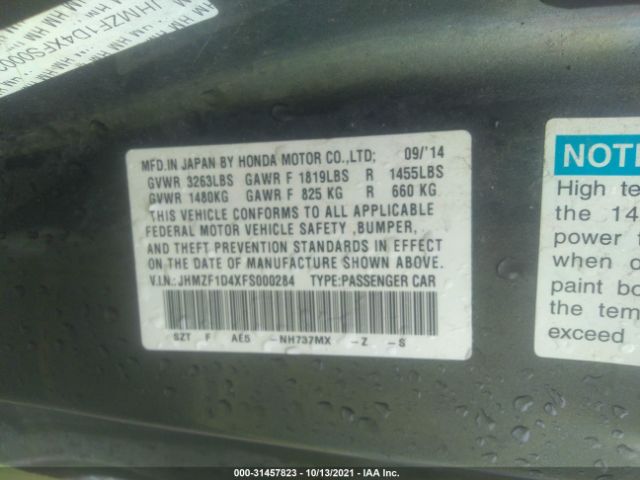 JHMZF1D4XFS000
MFD.IN JAPAN BY HONDA MOTOR CO.,LTD; 09/'14
GVWR 3263LBS GAWR F 1819LBS R 1455LBS
GVWR 1480KG GAWR F 825 KG R 660 KG
THIS VEHICLE CONFORMS TO ALL APPLICABLE
FEDERAL MOTOR VEHICLE SAFETY ,BUMPER,
AND THEFT PREVENTION STANDARDS IN EFFECT
ON THE DATE OF MANUFACTURE SHOWN ABOVE.
V.I.N.:JHMZF1D4XFS000284 TYPE:PASSENGER CAR
SZT F AE5 -NH737MX -Z -S
NOTI
High te
the 14
power
when
paint bo
the tem
exceed
000-31457823 - 10/13/2021 - IAA Inc.